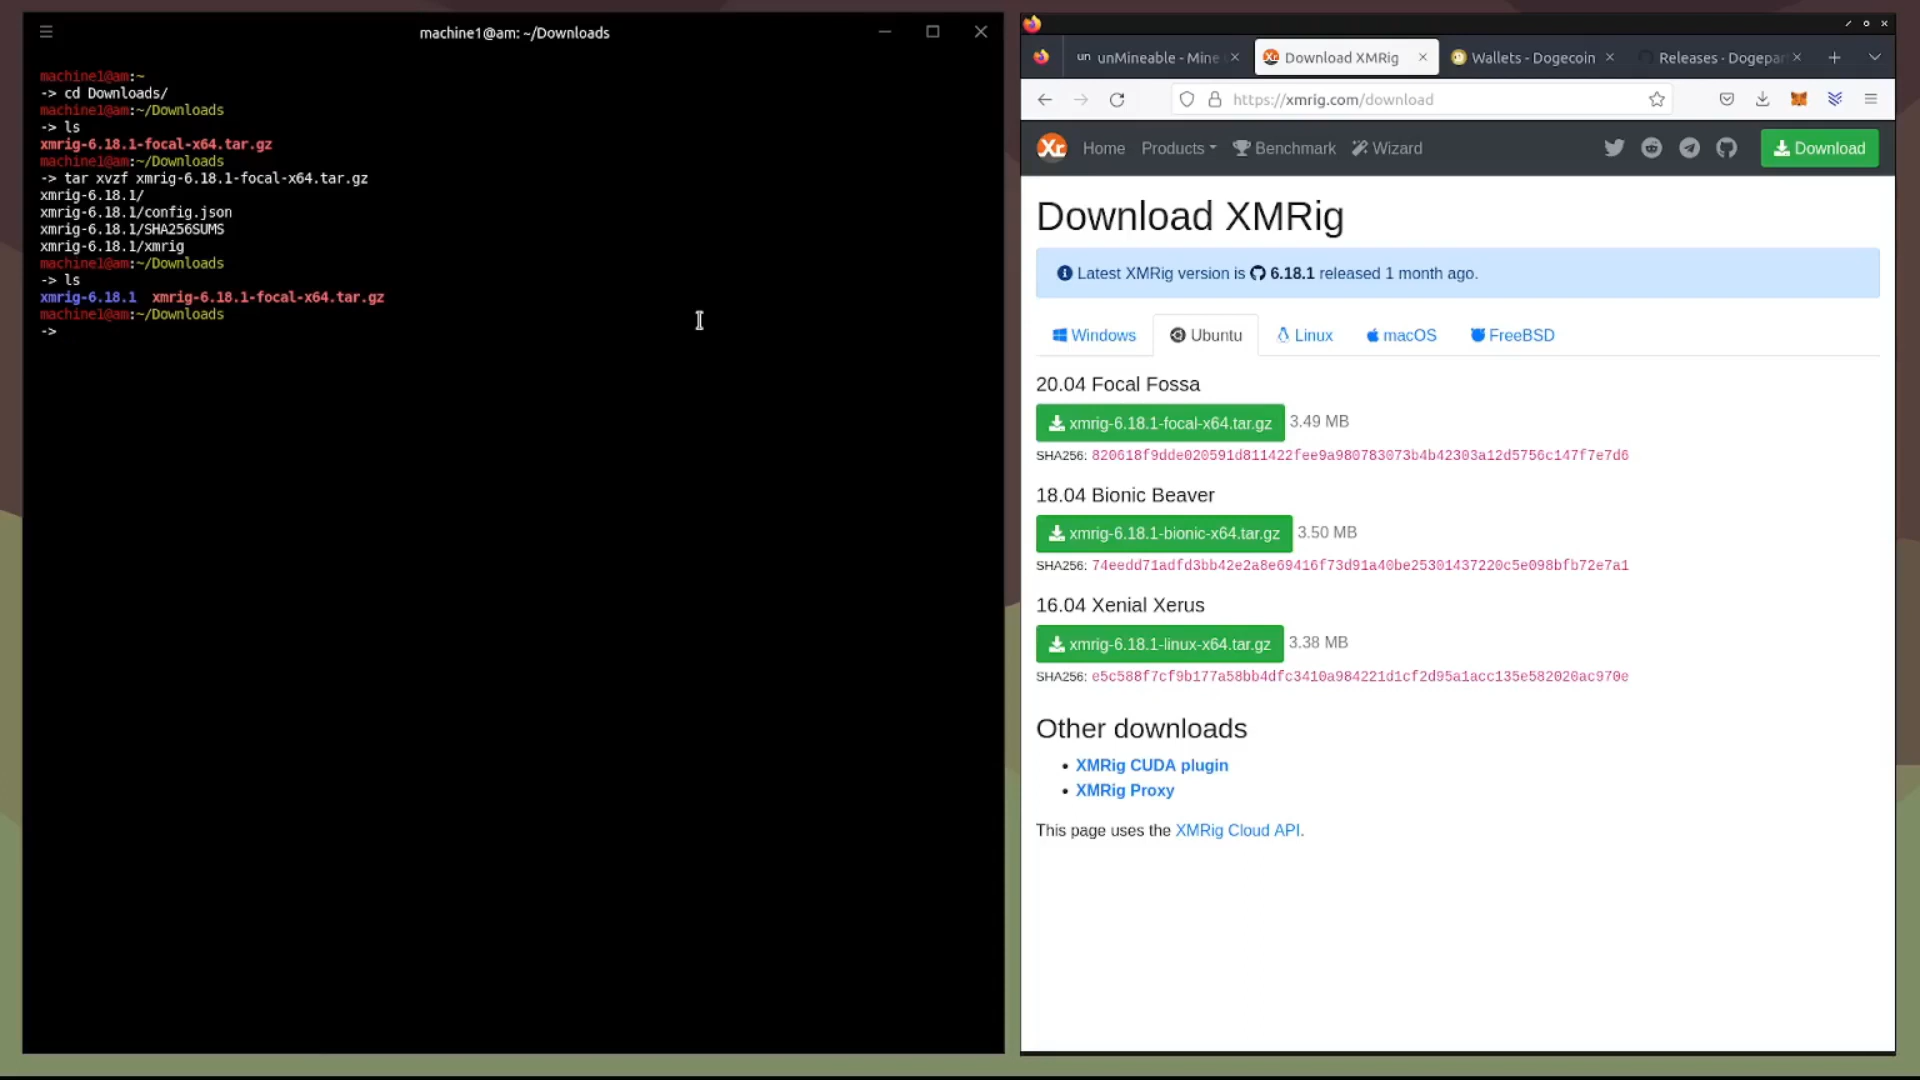 machine1@am: ~/Downloads
machine1@am:~
-> cd Downloads/
machine1@am:~/Downloads
-> ls
xmrig-6.18.1-focal-x64.tar.gz
machine1@am:~/Downloads
-> tar xvzf xmrig-6.18.1-focal-x64.tar.gz
xmrig-6.18.1/
xmrig-6.18.1/config.json
xmrig-6.18.1/SHA256SUMS
xmrig-6.18.1/xmrig
machine1@am:~/Downloads
-> ls
xmrig-6.18.1  xmrig-6.18.1-focal-x64.tar.gz
machine1@am:~/Downloads
->
un unMineable - Mine
Download XMRig
Wallets - Dogecoin
Releases · Dogepar
https://xmrig.com/download
Xr Home Products Benchmark Wizard Download
Download XMRig
Latest XMRig version is 6.18.1 released 1 month ago.
Windows Ubuntu Linux macOS FreeBSD
20.04 Focal Fossa
xmrig-6.18.1-focal-x64.tar.gz 3.49 MB
SHA256: 820618f9dde020591d811422fee9a980783073b4b42303a12d5756c147f7e7d6
18.04 Bionic Beaver
xmrig-6.18.1-bionic-x64.tar.gz 3.50 MB
SHA256: 74eedd71adfd3bb42e2a8e69416f73d91a40be25301437220c5e098bfb72e7a1
16.04 Xenial Xerus
xmrig-6.18.1-linux-x64.tar.gz 3.38 MB
SHA256: e5c588f7cf9b177a58bb4dfc3410a984221d1cf2d95a1acc135e582020ac970e
Other downloads
• XMRig CUDA plugin
• XMRig Proxy
This page uses the XMRig Cloud API.